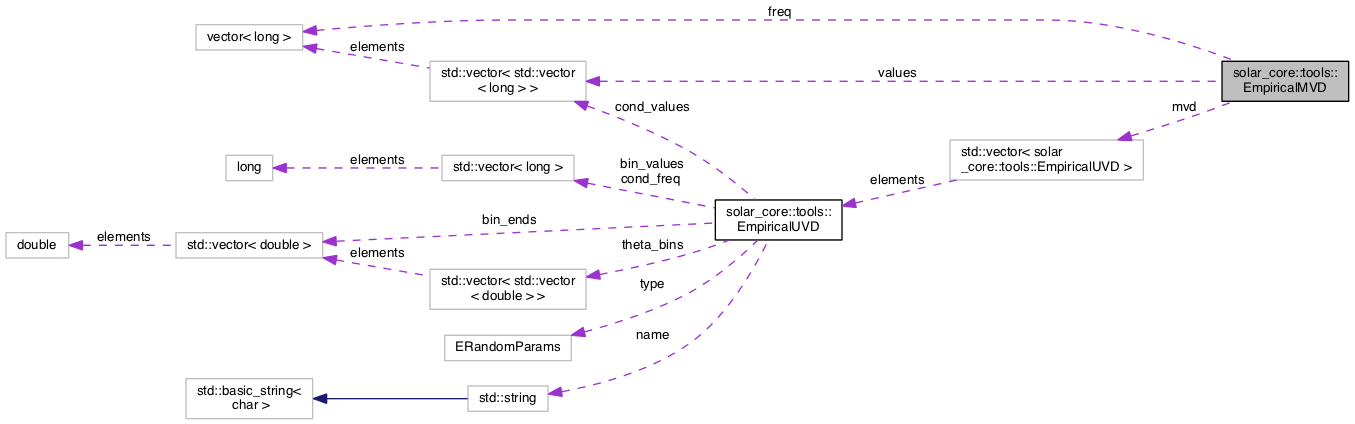 freq
vector< long >
elements
std::vector< std::vector
< long > >
values
solar_core::tools::
EmpiricalMVD
cond_values
mvd
long
elements
std::vector< long >
bin_values
cond_freq
std::vector< solar
_core::tools::EmpiricalUVD >
elements
solar_core::tools::
EmpiricalUVD
bin_ends
double
elements
std::vector< double >
theta_bins
elements
std::vector< std::vector
< double > >
type
ERandomParams
name
std::basic_string<
char >
std::string